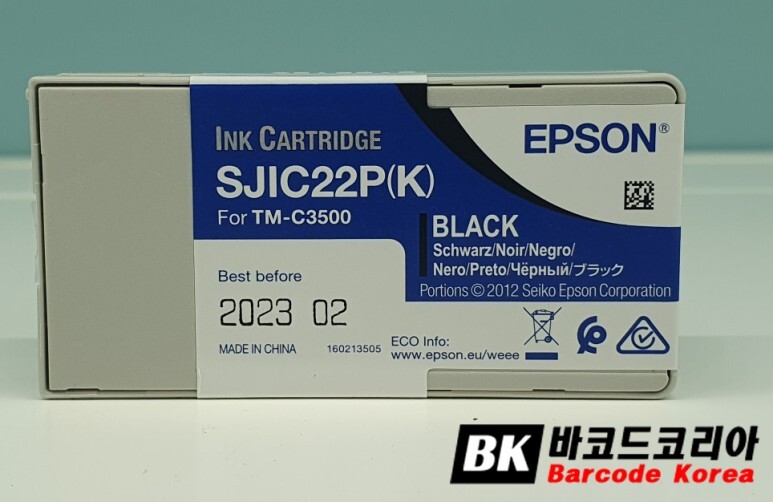 INK CARTRIDGE
SJIC22P(K)
For TM-C3500
EPSON®
BLACK
Schwarz/Noir/Negro/
Nero/Preto/Чёрный/ブラック
Portions © 2012 Seiko Epson Corporation
Best before
2023 02
MADE IN CHINA 160213505
ECO Info:
www.epson.eu/weee
BK 바코드코리아
Barcode Korea